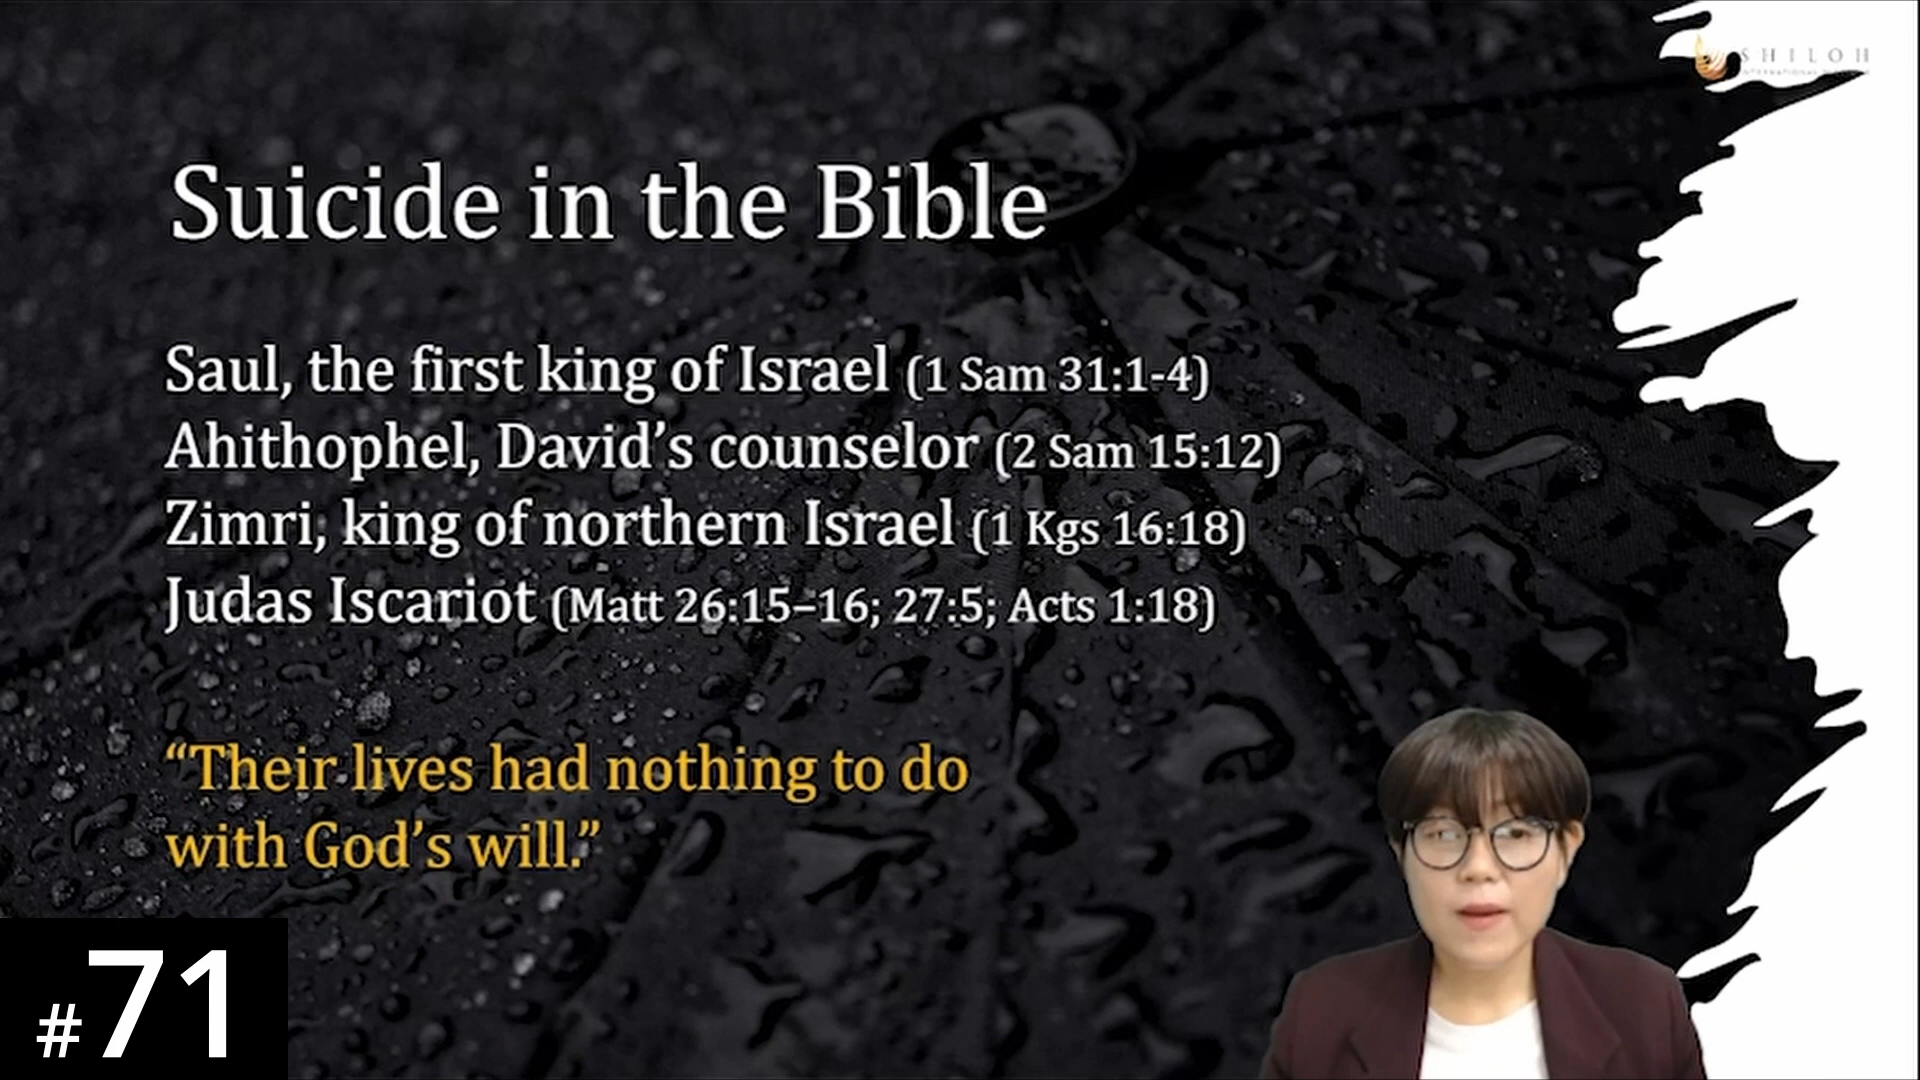 SHILOH
Suicide in the Bible
Saul, the first king of Israel (1 Sam 31:1-4)
Ahithophel, David’s counselor (2 Sam 15:12)
Zimri, king of northern Israel (1 Kgs 16:18)
Judas Iscariot (Matt 26:15–16; 27:5; Acts 1:18)
“Their lives had nothing to do
with God’s will.”
#71